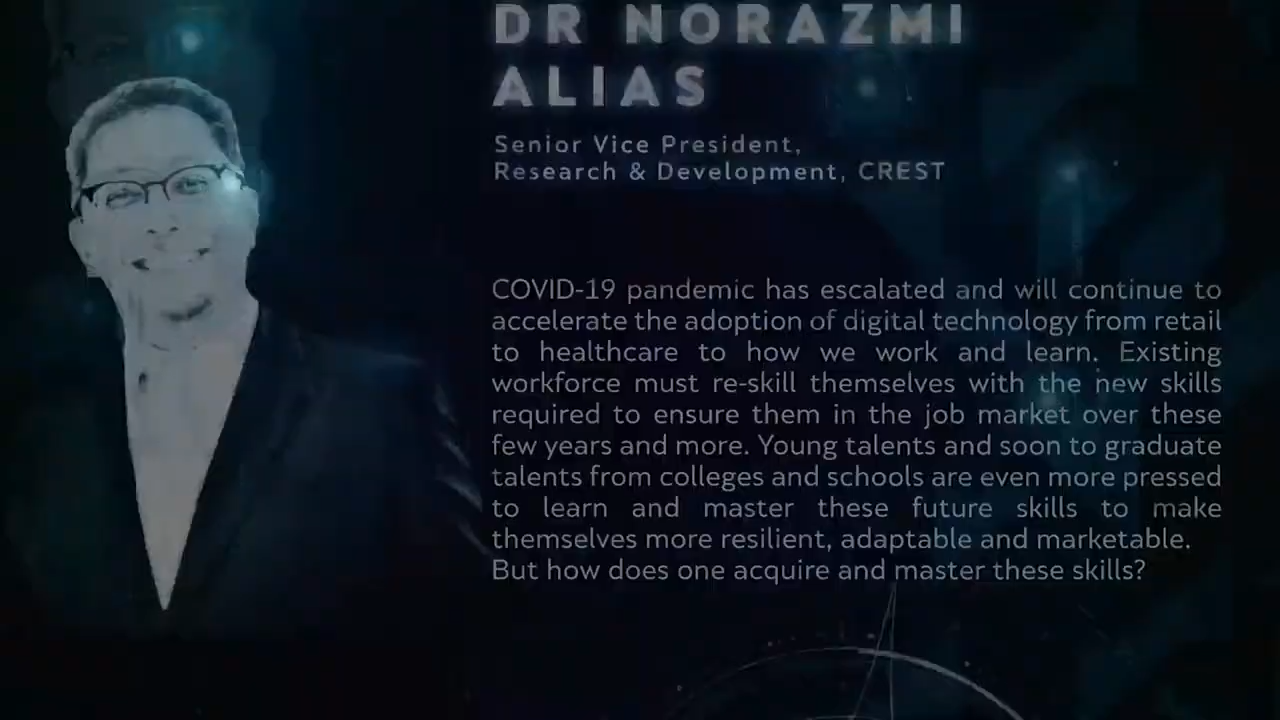 DR NORAZMI
ALIAS
Senior Vice President,
Research & Development, CREST
COVID-19 pandemic has escalated and will continue to
accelerate the adoption of digital technology from retail
to healthcare to how we work and learn. Existing
workforce must re-skill themselves with the new skills
required to ensure them in the job market over these
few years and more. Young talents and soon to graduate
talents from colleges and schools are even more pressed
to learn and master these future skills to make
themselves more resilient, adaptable and marketable.
But how does one acquire and master these skills?